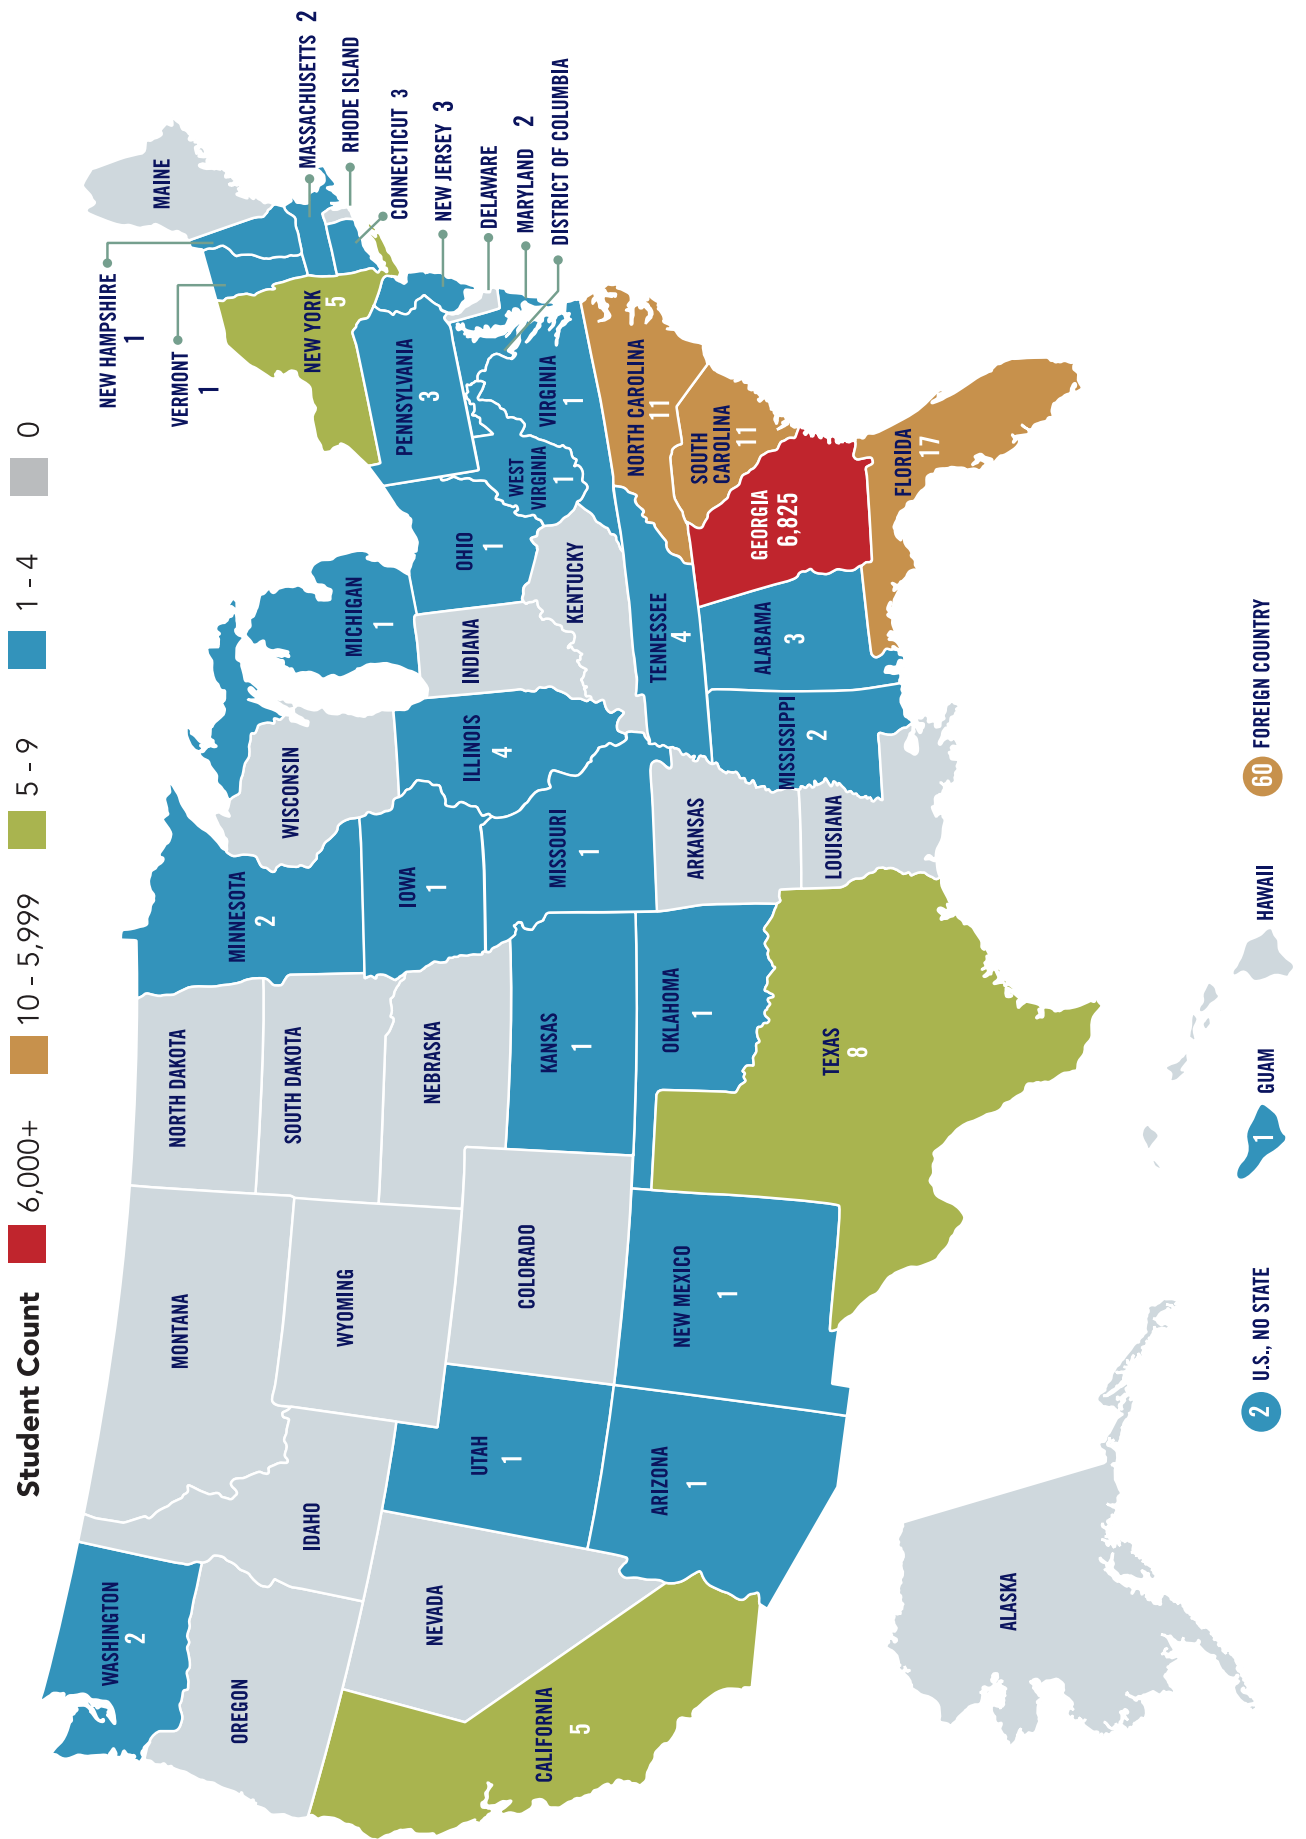 Student Count
6,000+
10 - 5,999
5 - 9
1 - 4
0
WASHINGTON
2
OREGON
CALIFORNIA
5
NEVADA
IDAHO
MONTANA
WYOMING
UTAH
1
ARIZONA
1
COLORADO
NEW MEXICO
1
NORTH DAKOTA
SOUTH DAKOTA
NEBRASKA
KANSAS
1
OKLAHOMA
1
TEXAS
8
MINNESOTA
2
IOWA
1
MISSOURI
1
ARKANSAS
LOUISIANA
WISCONSIN
ILLINOIS
4
MICHIGAN
1
INDIANA
OHIO
1
KENTUCKY
TENNESSEE
4
MISSISSIPPI
2
ALABAMA
3
GEORGIA
6,825
FLORIDA
17
SOUTH
CAROLINA
11
NORTH CAROLINA
11
VIRGINIA
1
WEST
VIRGINIA
1
PENNSYLVANIA
3
NEW YORK
5
VERMONT
1
NEW HAMPSHIRE
1
MAINE
MASSACHUSETTS 2
RHODE ISLAND
CONNECTICUT 3
NEW JERSEY 3
DELAWARE
MARYLAND 2
DISTRICT OF COLUMBIA
ALASKA
2 U.S., NO STATE
1 GUAM
HAWAII
60 FOREIGN COUNTRY